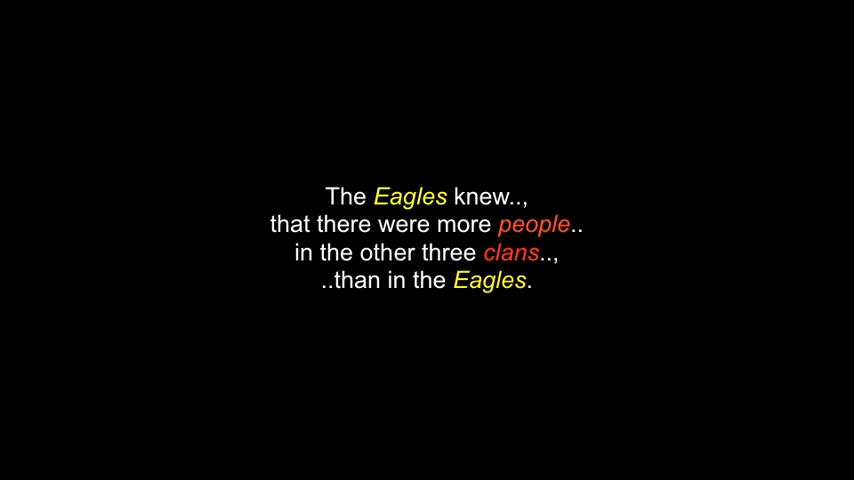 The Eagles knew..,
that there were more people..
in the other three clans..,
..than in the Eagles.